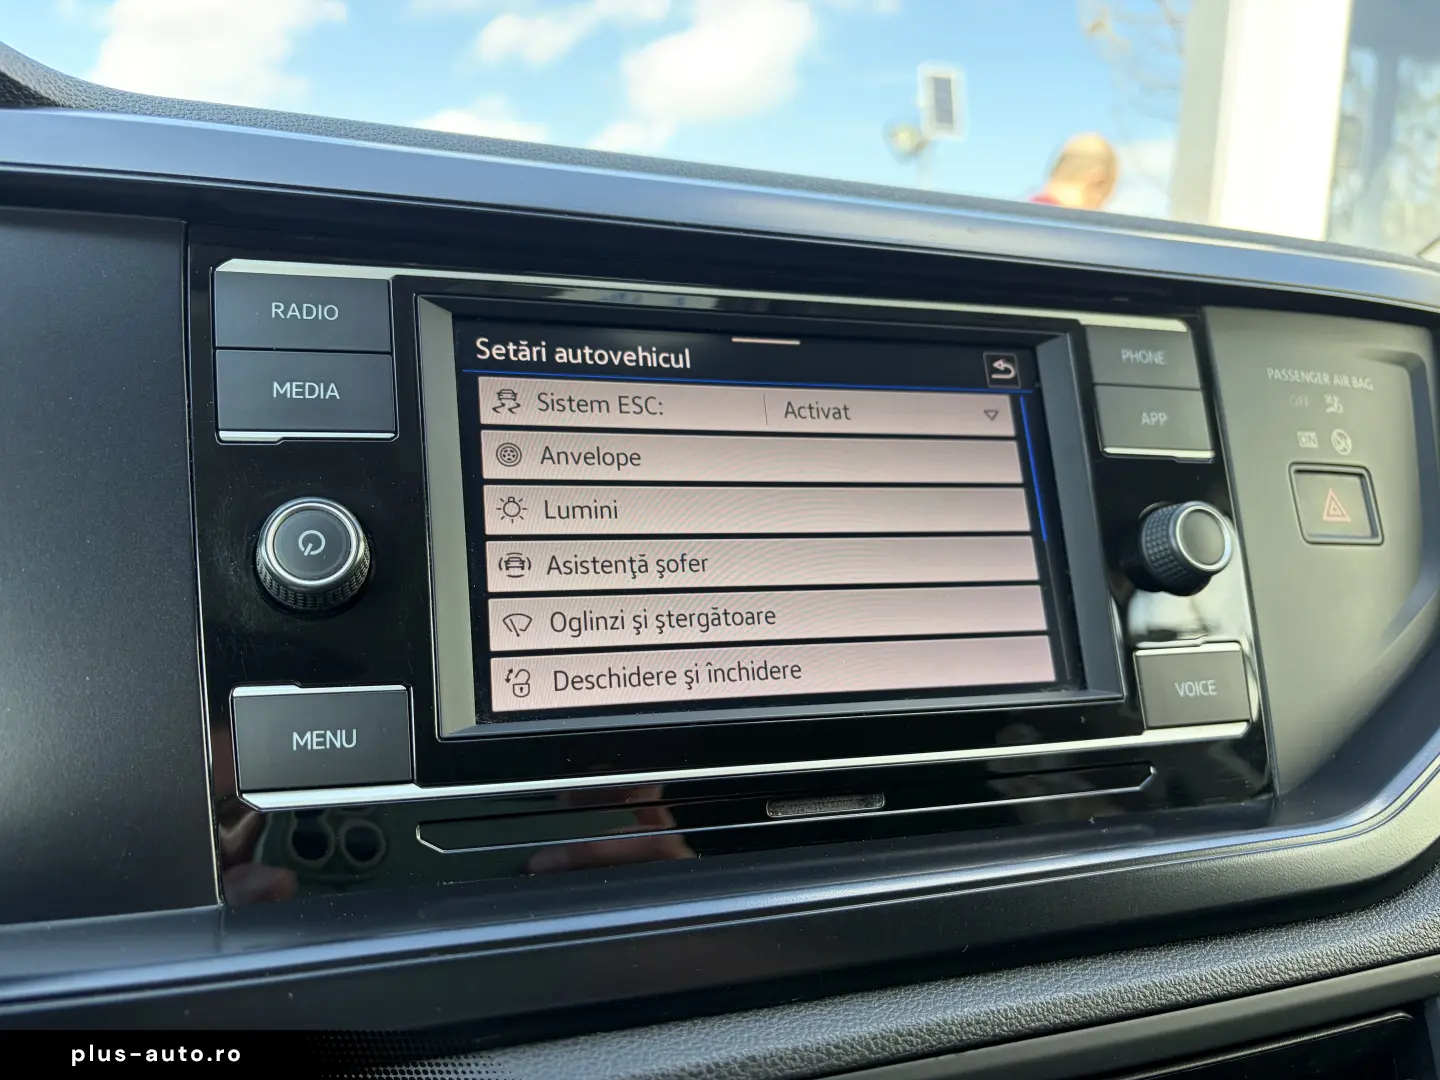 RADIO
MEDIA
MENU
Setări autovehicul
Sistem ESC:
Activat
Anvelope
Lumini
Asistenţă şofer
Oglinzi şi ştergătoare
Deschidere şi închidere
PHONE
APP
VOICE
PASSENGER AIR BAG
OFF
ON
plus-auto.ro